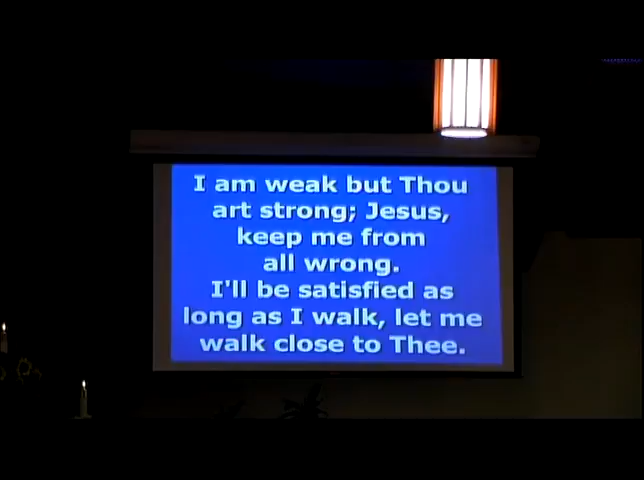 I am weak but Thou
art strong; Jesus,
keep me from
all wrong.
I'll be satisfied as
long as I walk, let me
walk close to Thee.